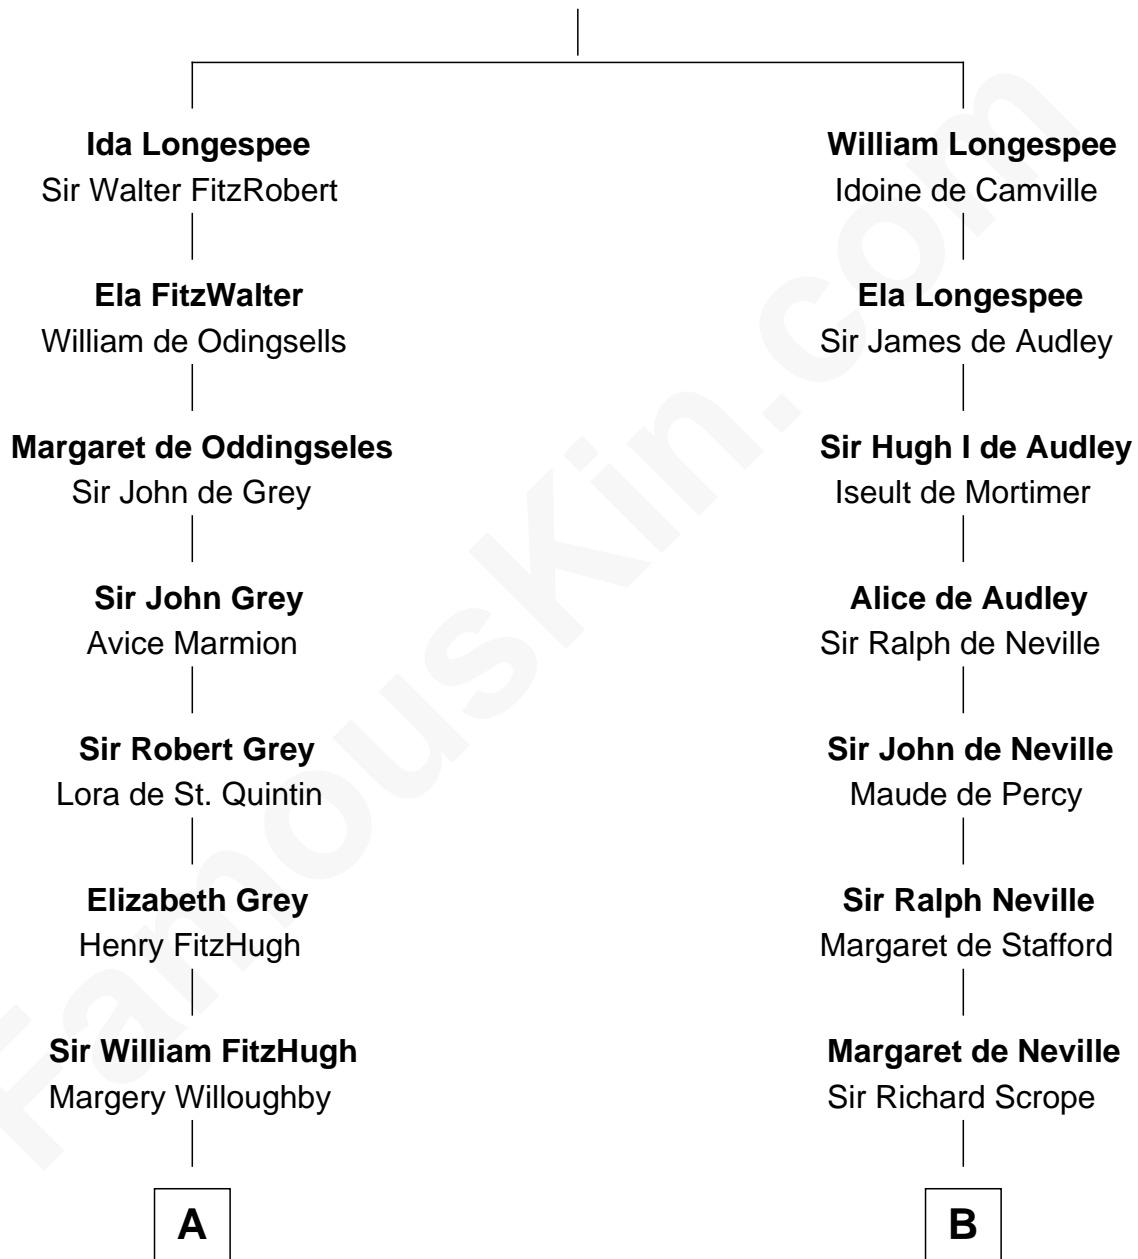 Ida Longespee
Sir Walter FitzRobert
Ela FitzWalter
William de Odingsells
Margaret de Oddingseles
Sir John de Grey
Sir John Grey
Avice Marmion
Sir Robert Grey
Lora de St. Quintin
Elizabeth Grey
Henry FitzHugh
Sir William FitzHugh
Margery Willoughby
A
William Longespee
Idoine de Camville
Ela Longespee
Sir James de Audley
Sir Hugh I de Audley
Iseult de Mortimer
Alice de Audley
Sir Ralph de Neville
Sir John de Neville
Maude de Percy
Sir Ralph Neville
Margaret de Stafford
Margaret de Neville
Sir Richard Scrope
B
FamousKin.com